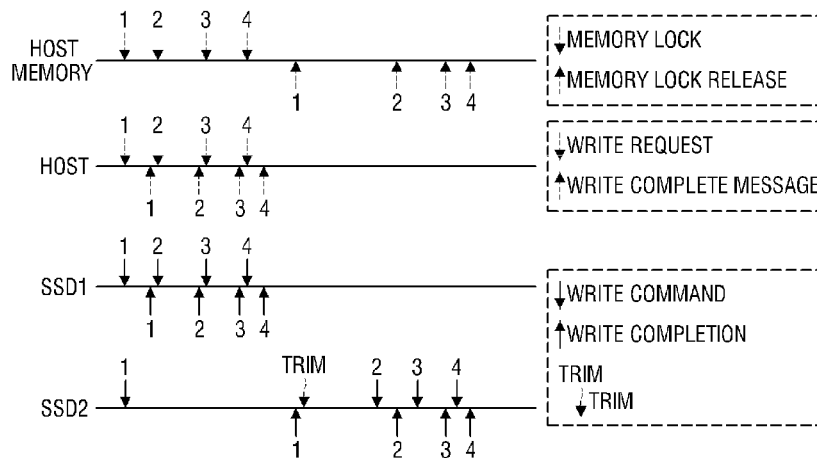 1 2 3 4
HOST
MEMORY
1 2 3 4
MEMORY LOCK
MEMORY LOCK RELEASE
1 2 3 4
HOST
1 2 3 4
WRITE REQUEST
WRITE COMPLETE MESSAGE
1 2 3 4
SSD1
1 2 3 4
WRITE COMMAND
WRITE COMPLETION
TRIM
TRIM
1 TRIM 2 3 4
SSD2
1 2 3 4